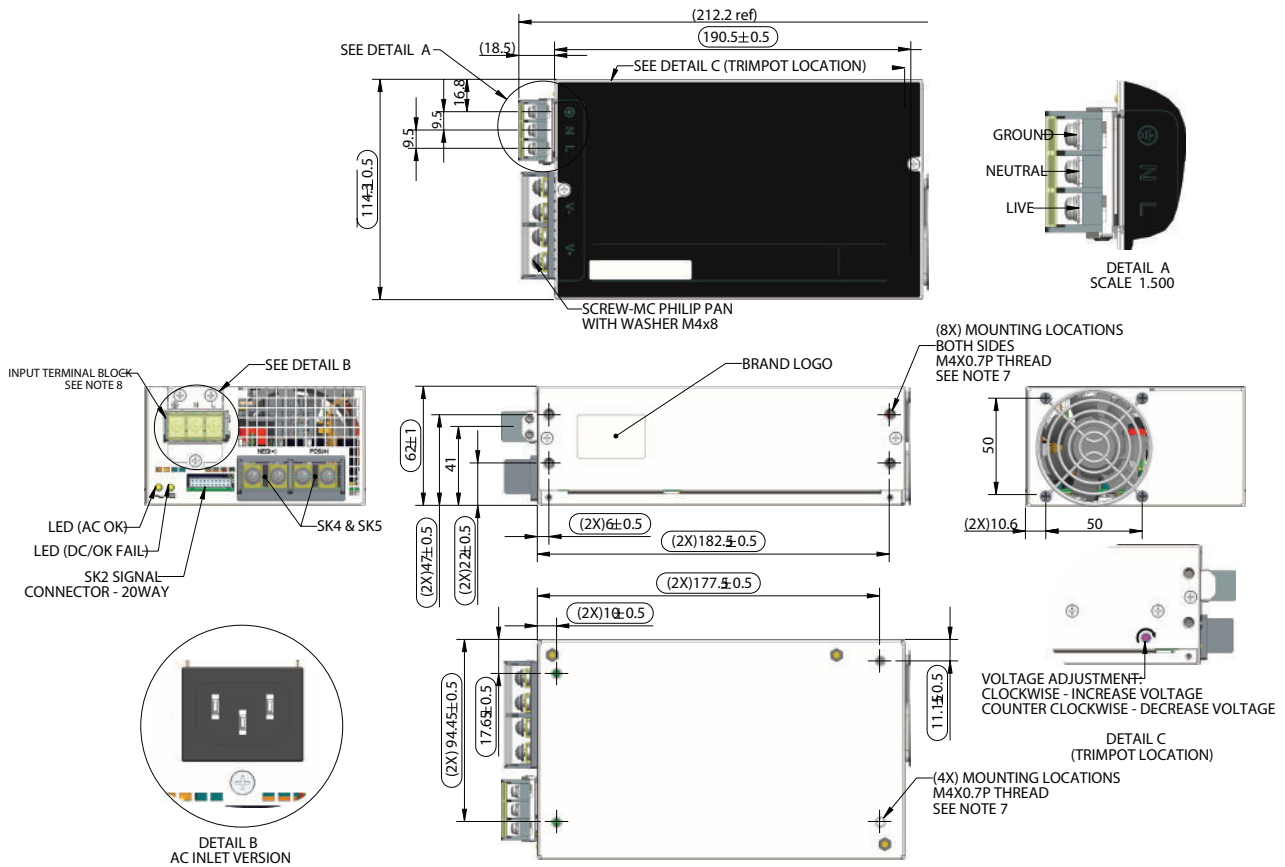 (212.2 ref)
190.5±0.5
(18.5)
SEE DETAIL A
SEE DETAIL C (TRIMPOT LOCATION)
16.8
9.5
9.5
114.3±0.5
N
L
V-
V+
SCREW-MC PHILIP PAN
WITH WASHER M4x8
GROUND
NEUTRAL
LIVE
N
L
DETAIL A
SCALE 1.500
INPUT TERMINAL BLOCK
SEE NOTE 8
SEE DETAIL B
N
L
NEG(-)
POS(+)
LED (AC OK)
LED (DC/OK FAIL)
SK2 SIGNAL
CONNECTOR - 20WAY
SK4 & SK5
BRAND LOGO
(8X) MOUNTING LOCATIONS
BOTH SIDES
M4X0.7P THREAD
SEE NOTE 7
62±1
41
(2X)47±0.5
(2X)22±0.5
(2X)6±0.5
(2X)182.5±0.5
50
(2X)10.6
50
(2X)177.5±0.5
(2X)10±0.5
(2X) 94.45±0.5
17.65±0.5
11.15±0.5
(4X) MOUNTING LOCATIONS
M4X0.7P THREAD
SEE NOTE 7
VOLTAGE ADJUSTMENT:
CLOCKWISE - INCREASE VOLTAGE
COUNTER CLOCKWISE - DECREASE VOLTAGE
DETAIL C
(TRIMPOT LOCATION)
DETAIL B
AC INLET VERSION